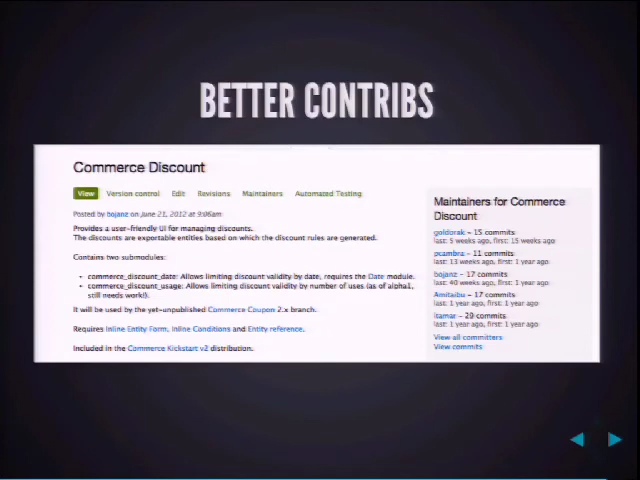 BETTER CONTRIBS
Commerce Discount
View Version control Edit Revisions Maintainers Automated Testing
Posted by bojanz on June 21, 2012 at 9:06am
Provides a user-friendly UI for managing discounts.
The discounts are exportable entities based on which the discount rules are generated.
Contains two submodules:
• commerce_discount_date: Allows limiting discount validity by date, requires the Date module.
• commerce_discount_usage: Allows limiting discount validity by number of uses (as of alpha1,
still needs work!).
It will be used by the yet-unpublished Commerce Coupon 2.x branch.
Requires Inline Entity Form, Inline Conditions and Entity reference.
Included in the Commerce Kickstart v2 distribution.
Maintainers for Commerce
Discount
goldorak - 15 commits
last: 5 weeks ago, first: 15 weeks ago
pcambra - 11 commits
last: 13 weeks ago, first: 1 year ago
bojanz - 17 commits
last: 40 weeks ago, first: 1 year ago
Amitaibu - 17 commits
last: 1 year ago, first: 1 year ago
itamar - 29 commits
last: 1 year ago, first: 1 year ago
View all committers
View commits